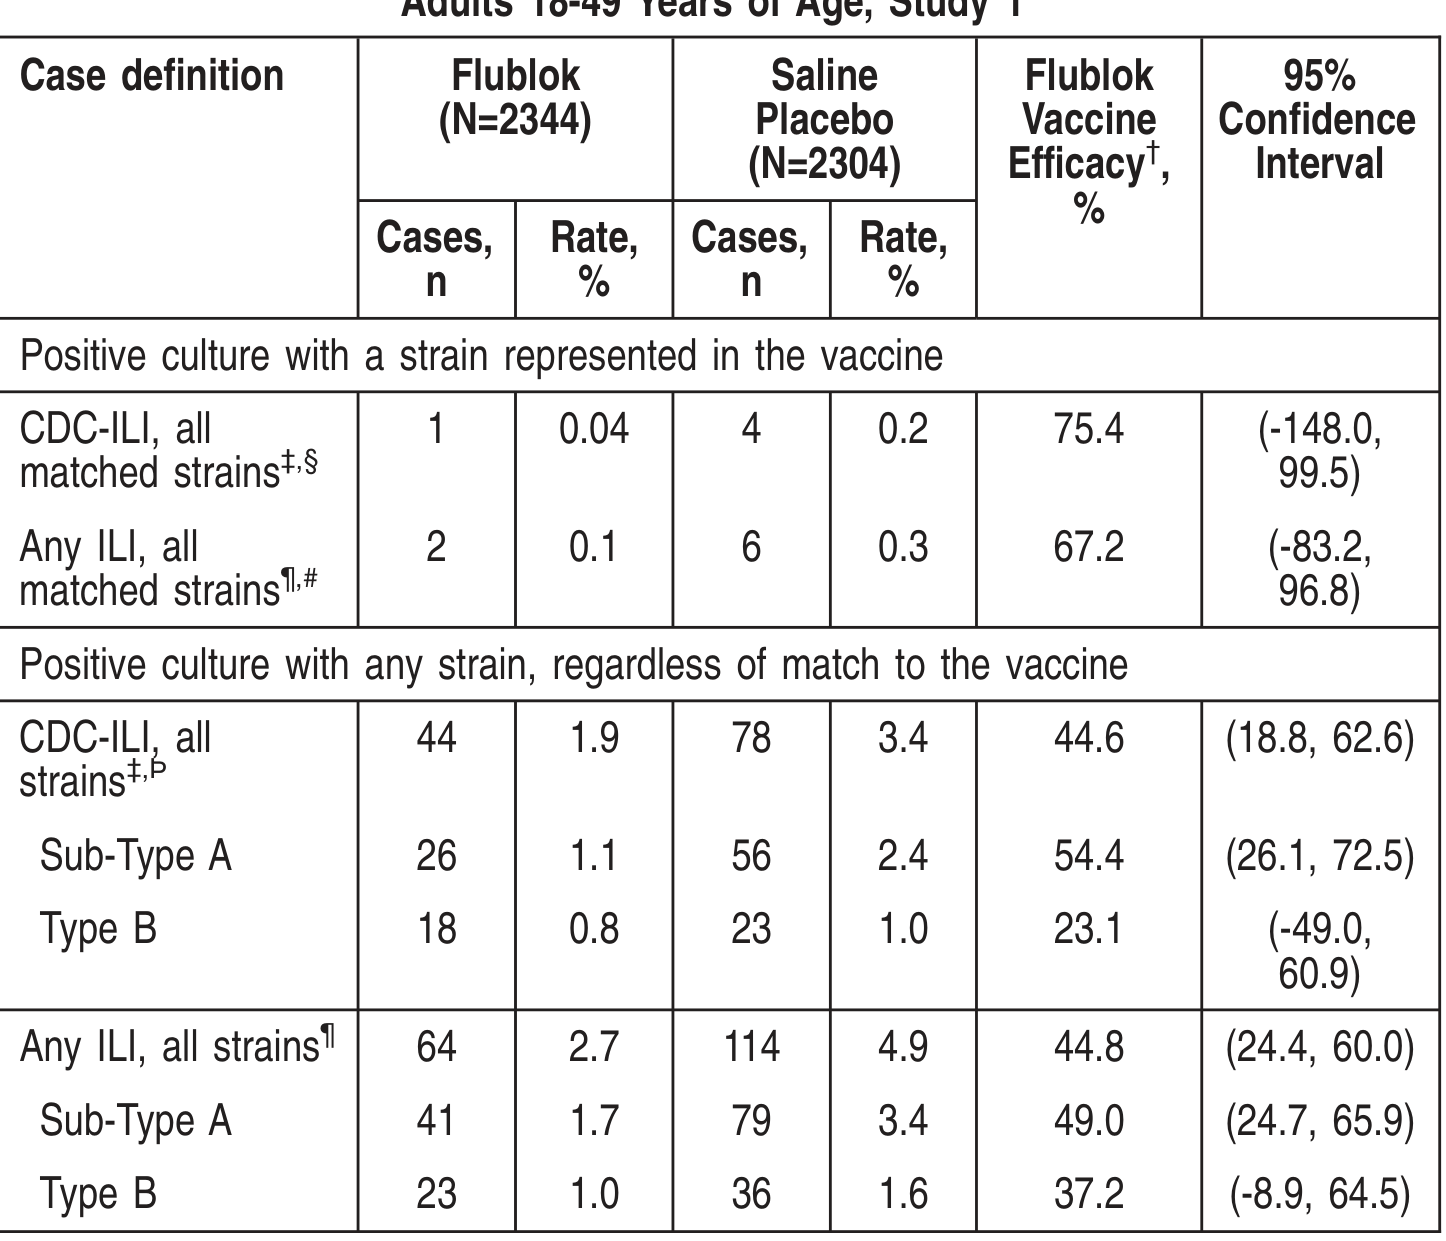 Adults 18-49 Years of Age, Study 1
Case definition
Flublok
(N=2344)
Saline
Placebo
(N=2304)
Flublok
Vaccine
Efficacy†,
%
95%
Confidence
Interval
Cases,
n
Rate,
%
Cases,
n
Rate,
%
Positive culture with a strain represented in the vaccine
CDC-ILI, all
matched strains‡,§
1
0.04
4
0.2
75.4
(-148.0,
99.5)
Any ILI, all
matched strains¶,#
2
0.1
6
0.3
67.2
(-83.2,
96.8)
Positive culture with any strain, regardless of match to the vaccine
CDC-ILI, all
strains‡,Þ
44
1.9
78
3.4
44.6
(18.8, 62.6)
Sub-Type A
26
1.1
56
2.4
54.4
(26.1, 72.5)
Type B
18
0.8
23
1.0
23.1
(-49.0,
60.9)
Any ILI, all strains¶
64
2.7
114
4.9
44.8
(24.4, 60.0)
Sub-Type A
41
1.7
79
3.4
49.0
(24.7, 65.9)
Type B
23
1.0
36
1.6
37.2
(-8.9, 64.5)